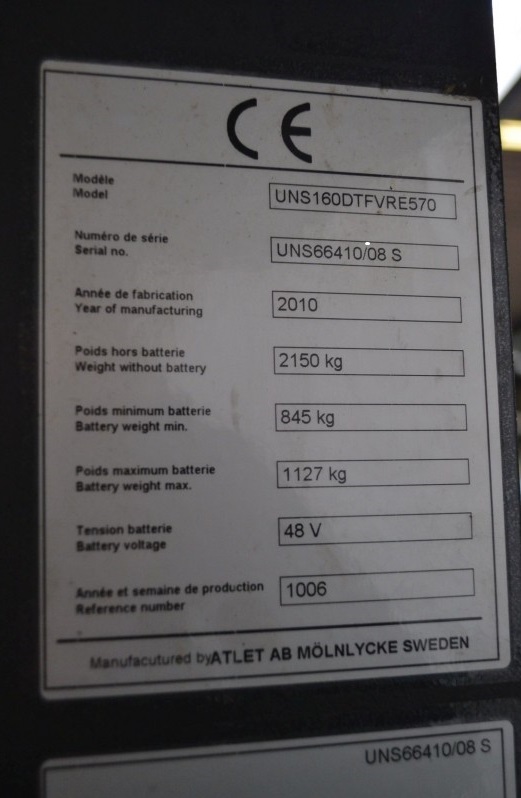 CE
Modèle
Model
UNS160DTFVRE570
Numéro de série
Serial no.
UNS66410/08 S
Année de fabrication
Year of manufacturing
2010
Poids hors batterie
Weight without battery
2150 kg
Poids minimum batterie
Battery weight min.
845 kg
Poids maximum batterie
Battery weight max.
1127 kg
Tension batterie
Battery voltage
48 V
Année et semaine de production
Reference number
1006
Manufacutured byATLET AB MÖLNLYCKE SWEDEN
UNS66410/08 S